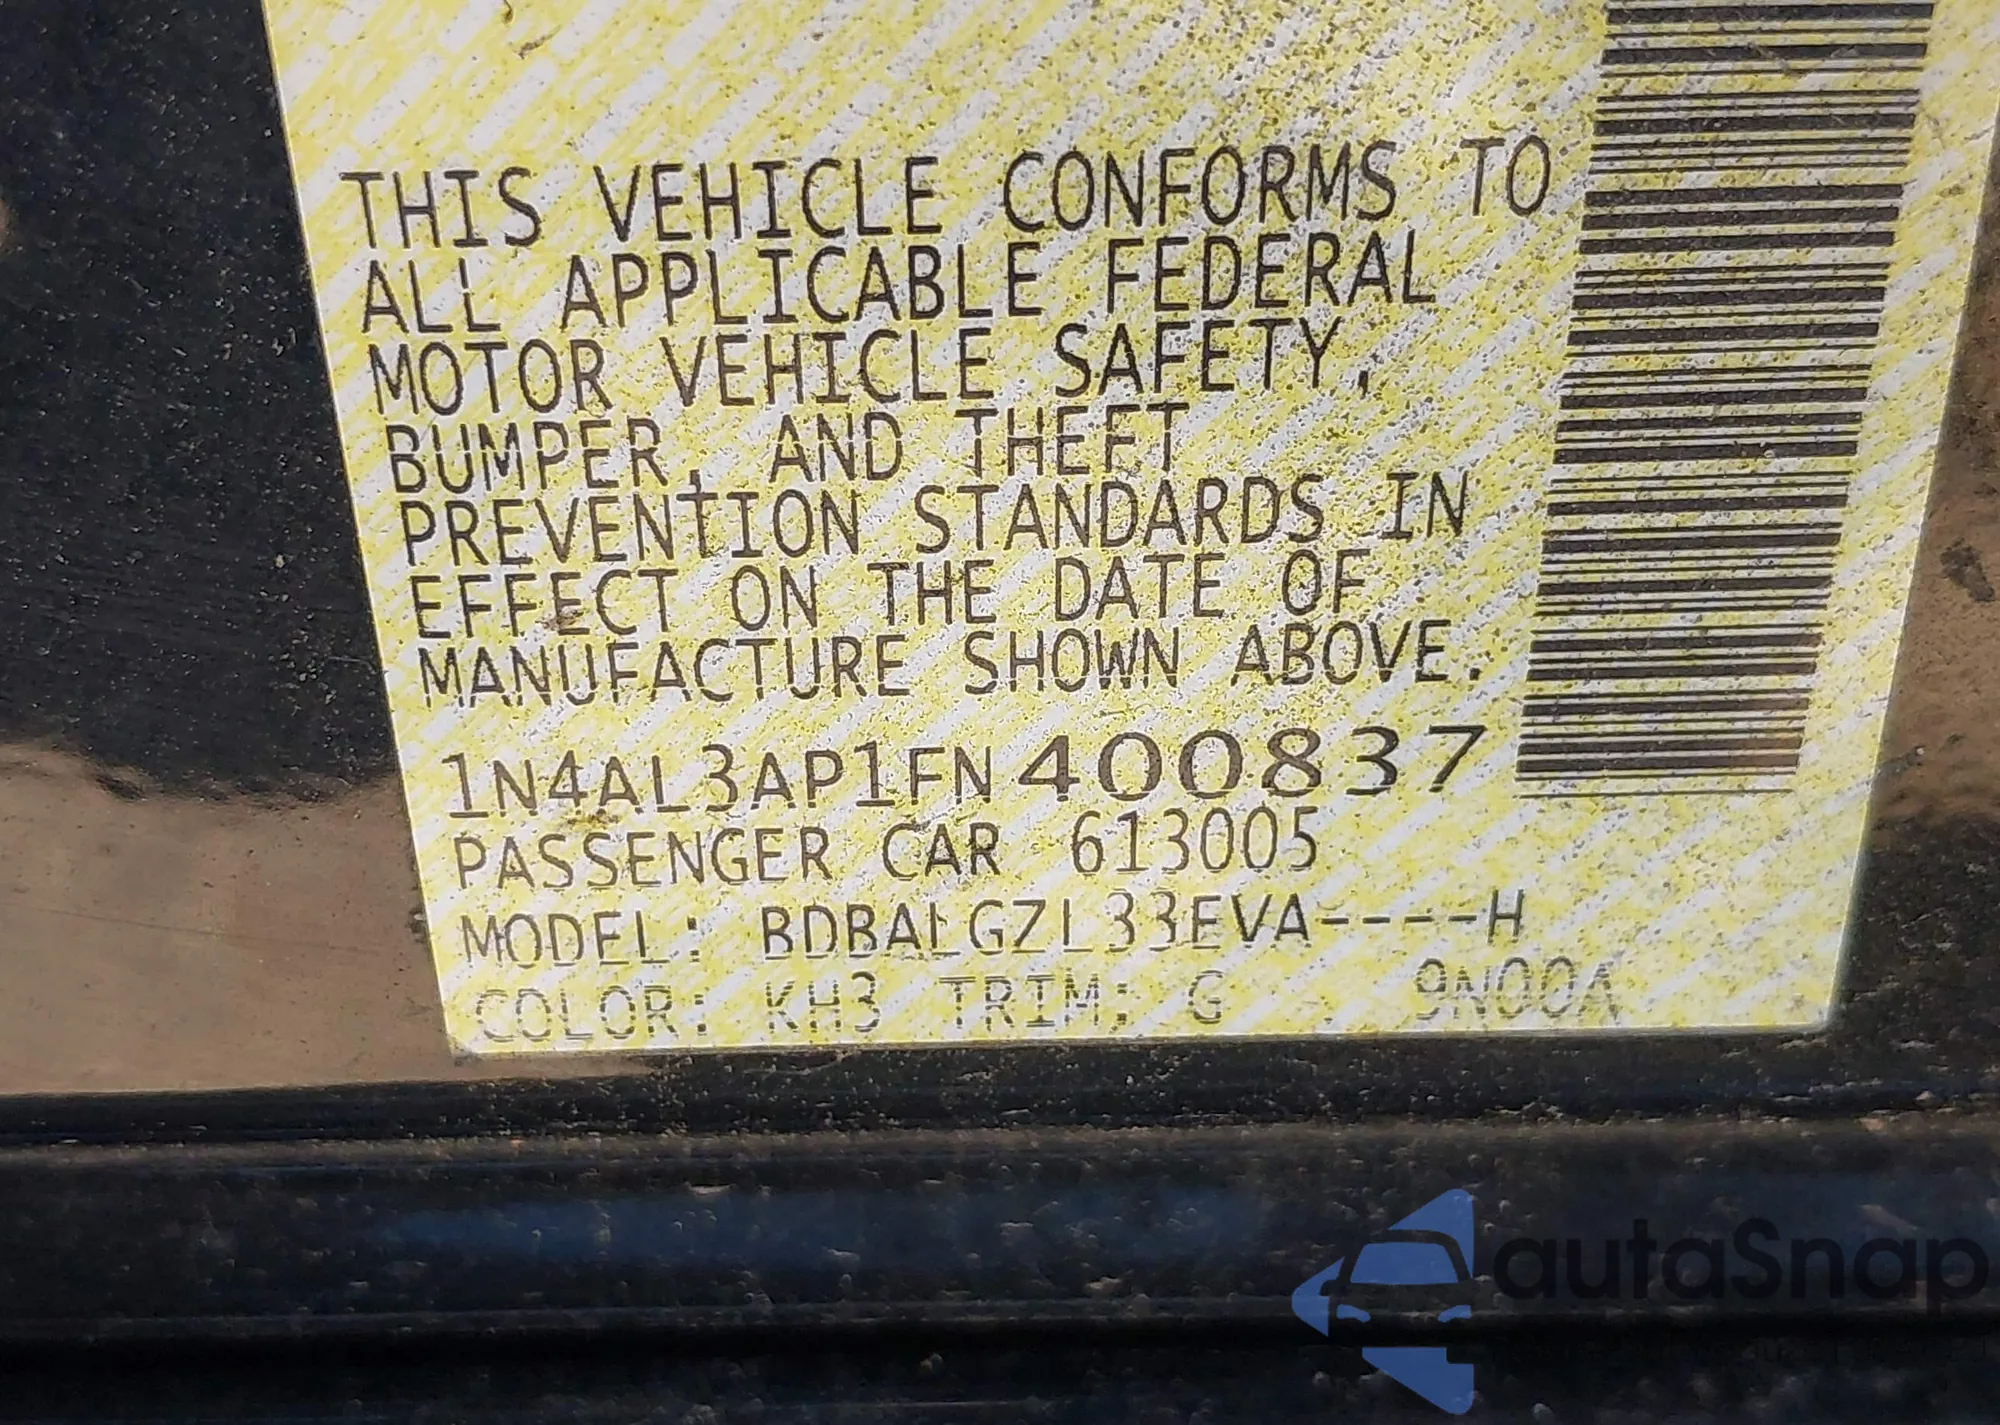 THIS VEHICLE CONFORMS TO
ALL APPLICABLE FEDERAL
MOTOR VEHICLE SAFETY,
BUMPER, AND THEFT
PREVENTION STANDARDS IN
EFFECT ON THE DATE OF
MANUFACTURE SHOWN ABOVE.
1N4AL3AP1FN400837
PASSENGER CAR 613005
MODEL: BDBALGZL33EVA----H
COLOR: KH3 TRIM: G 9N00A
autaSnap